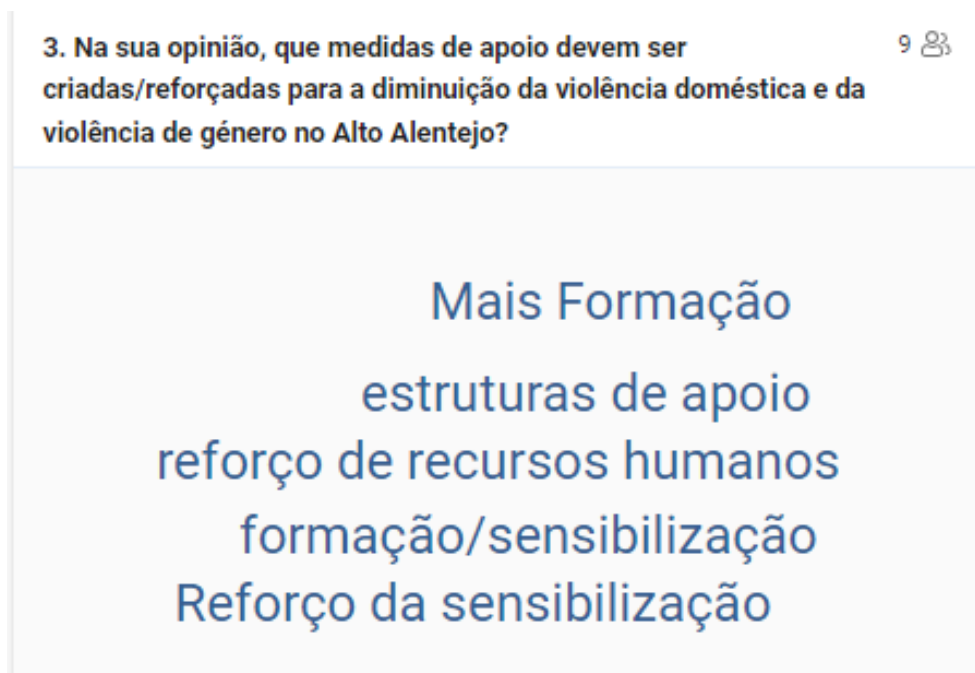 3. Na sua opinião, que medidas de apoio devem ser
9
criadas/reforçadas para a diminuição da violência doméstica e da
violência de género no Alto Alentejo?
Mais Formação
estruturas de apoio
reforço de recursos humanos
formação/sensibilização
Reforço da sensibilização